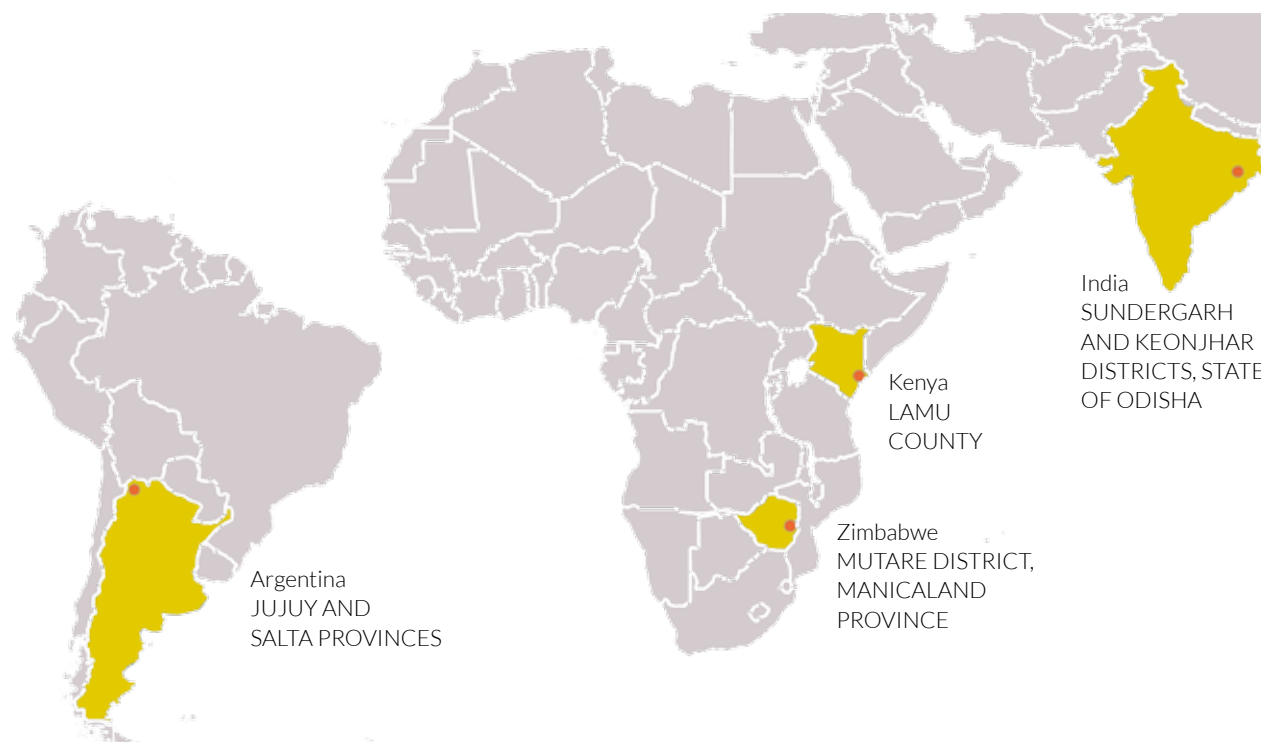 India
SUNDERGARH
AND KEONJHAR
DISTRICTS, STATE
OF ODISHA
Kenya
LAMU
COUNTY
Zimbabwe
MUTARE DISTRICT,
MANICALAND
PROVINCE
Argentina
JUJUY AND
SALTA PROVINCES